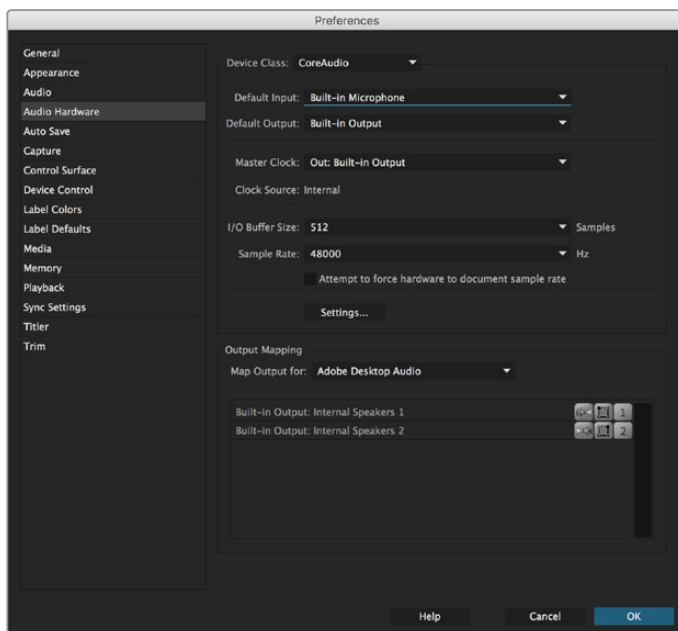 Preferences
General
Appearance
Audio
Audio Hardware
Auto Save
Capture
Control Surface
Device Control
Label Colors
Label Defaults
Media
Memory
Playback
Sync Settings
Titler
Trim
Device Class: CoreAudio
Default Input: Built-in Microphone
Default Output: Built-in Output
Master Clock: Out: Built-in Output
Clock Source: Internal
I/O Buffer Size: 512 Samples
Sample Rate: 48000 Hz
Attempt to force hardware to document sample rate
Settings...
Output Mapping
Map Output for: Adobe Desktop Audio
Built-in Output: Internal Speakers 1 1
Built-in Output: Internal Speakers 2 2
Help Cancel OK